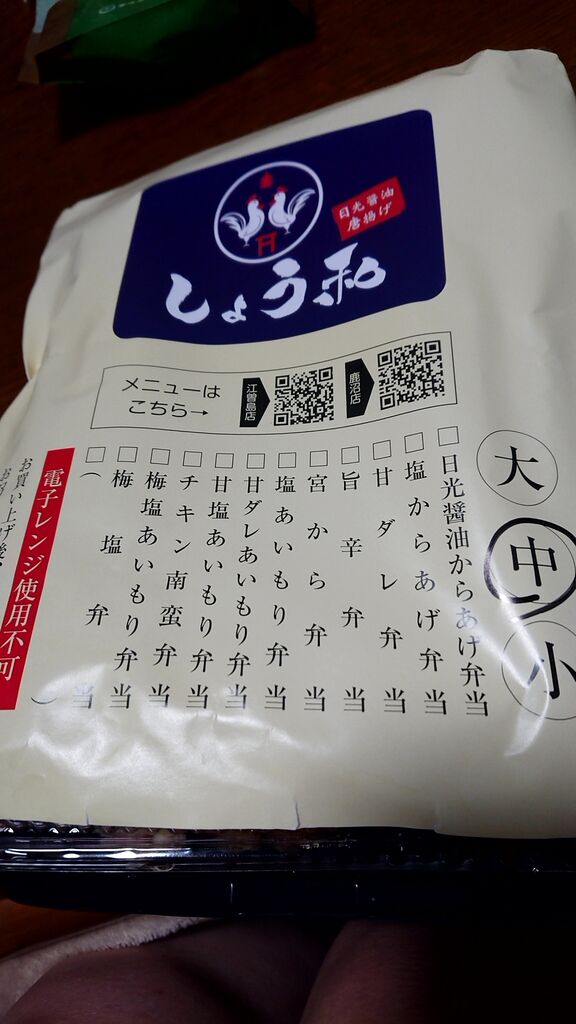 日光醤油
唐揚げ
しょう和
メニューは
こちら→
江曽島店
鹿沼店
大
中
小
□日光醤油からあげ弁当
□塩からあげ弁当
□甘ダレ弁当
□旨辛弁当
□宮から弁当
□塩あいもり弁当
□甘ダレあいもり弁当
□甘塩あいもり弁当
□チキン南蛮弁当
□梅塩あいもり弁当
□梅塩弁当
□( 弁当)
電子レンジ使用不可
お買い上げ後